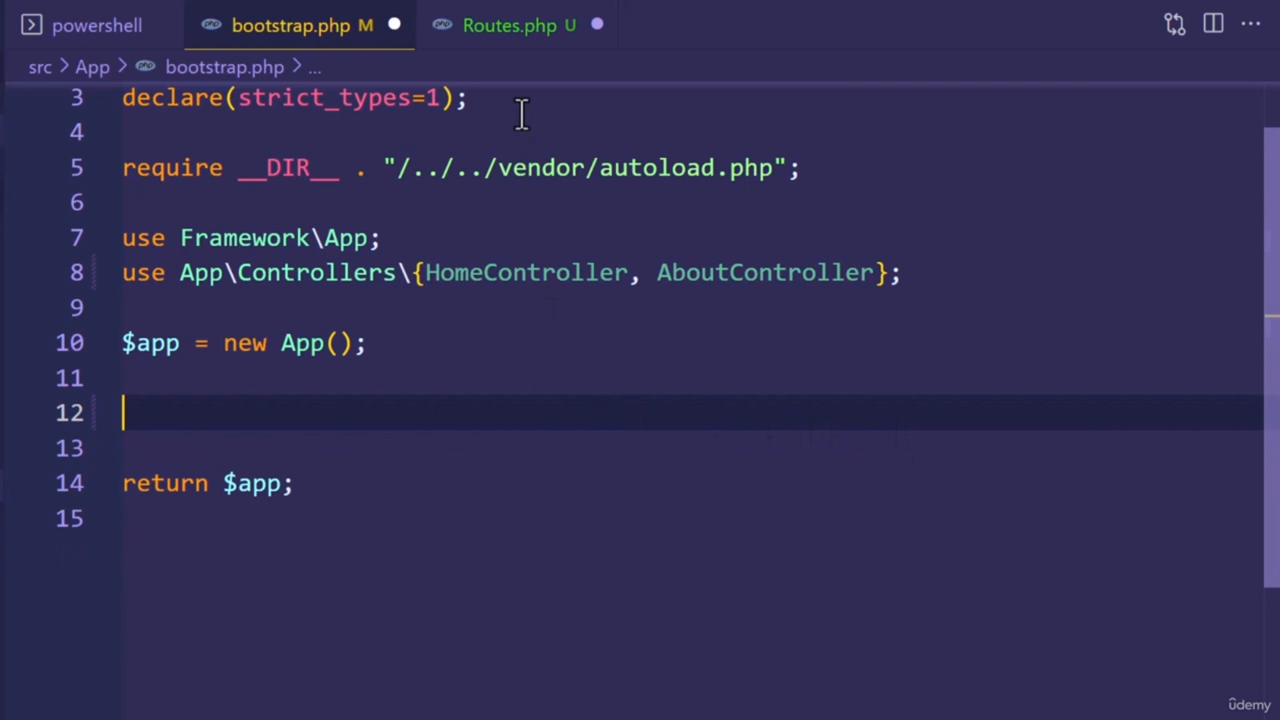 powershell bootstrap.php M Routes.php U
src > App > bootstrap.php > ...
3 declare(strict_types=1);
4
5 require __DIR__ . "/../../vendor/autoload.php";
6
7 use Framework\App;
8 use App\Controllers\{HomeController, AboutController};
9
10 $app = new App();
11
12
13
14 return $app;
15
ûdemy